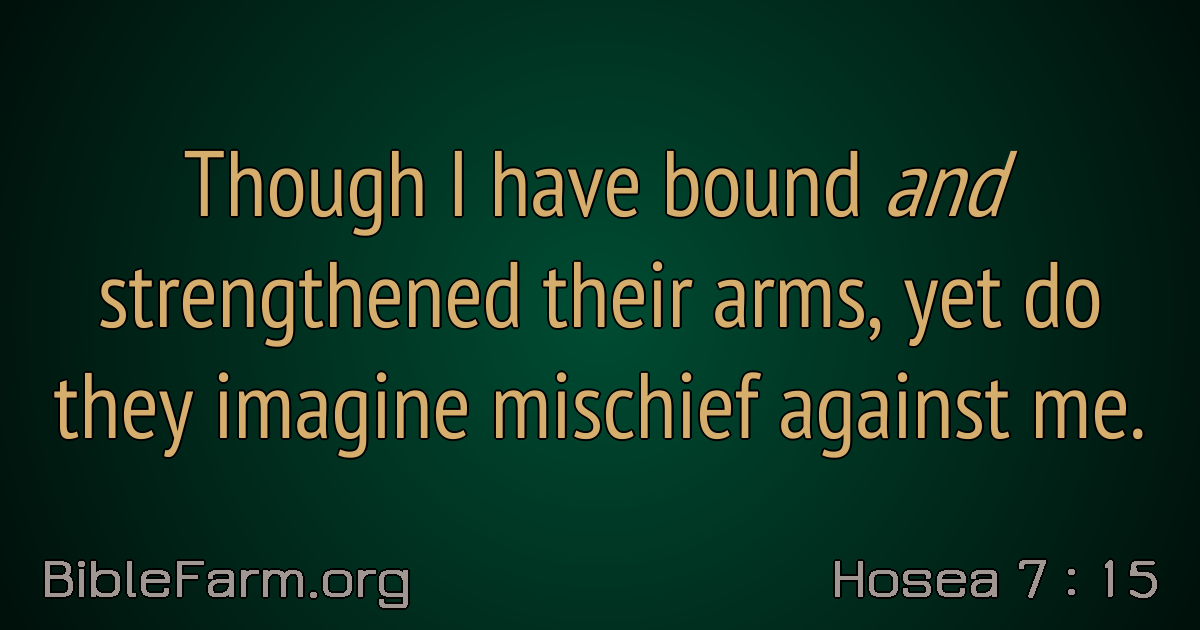 Though I have bound and
strengthened their arms, yet do
they imagine mischief against me.
BibleFarm.org
Hosea 7 : 15